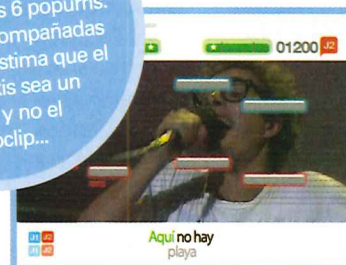 s 6 popurrís.
ompañadas
stima que el
is sea un
y no el
oclip...
01200 J2
J1 J2
J1 J2
Aquí no hay
playa